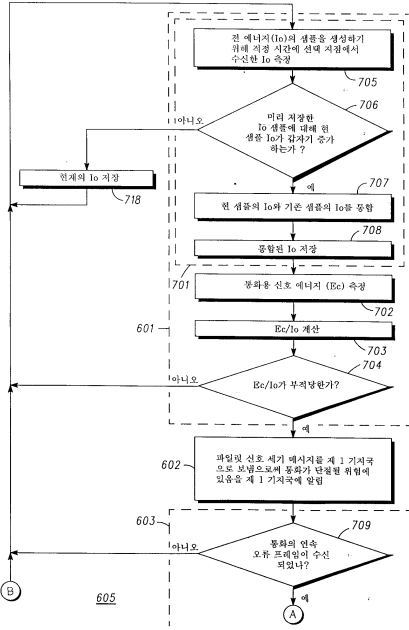 전 에너지(Io)의 샘플을 생성하기
위해 적정 시간에 선택 지점에서
수신한 Io 측정
705
706
미리 저장한
Io 샘플에 대해 현
샘플 Io가 갑자기 증가
하는가 ?
아니오
예
현재의 Io 저장
718
707
현 샘플의 Io와 기존 샘플의 Io를 통합
708
통합된 Io 저장
701
통화용 신호 에너지 (Ec) 측정
702
601
Ec/Io 계산
703
704
Ec/Io가 부적당한가?
아니오
예
602
파일럿 신호 세기 메시지를 제 1 기지국
으로 보냄으로써 통화가 단절될 위험에
있음을 제 1 기지국에 알림
603
709
통화의 연속
오류 프레임이 수신
되었나?
아니오
예
B
605
A